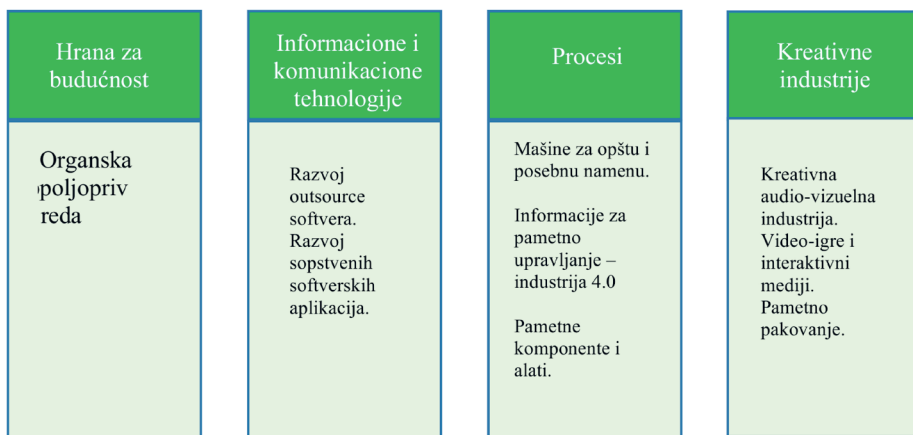 Hrana za
budućnost
Organska
poljopriv
reda
Informacione i
komunikacione
tehnologije
Razvoj
outsource
softvera.
Razvoj
sopstvenih
softverskih
aplikacija.
Procesi
Mašine za opštu i
posebnu namenu.
Informacije za
pametno
upravljanje –
industrija 4.0
Pametne
komponente i
alati.
Kreativne
industrije
Kreativna
audio-vizuelna
industrija.
Video-igre i
interaktivni
mediji.
Pametno
pakovanje.